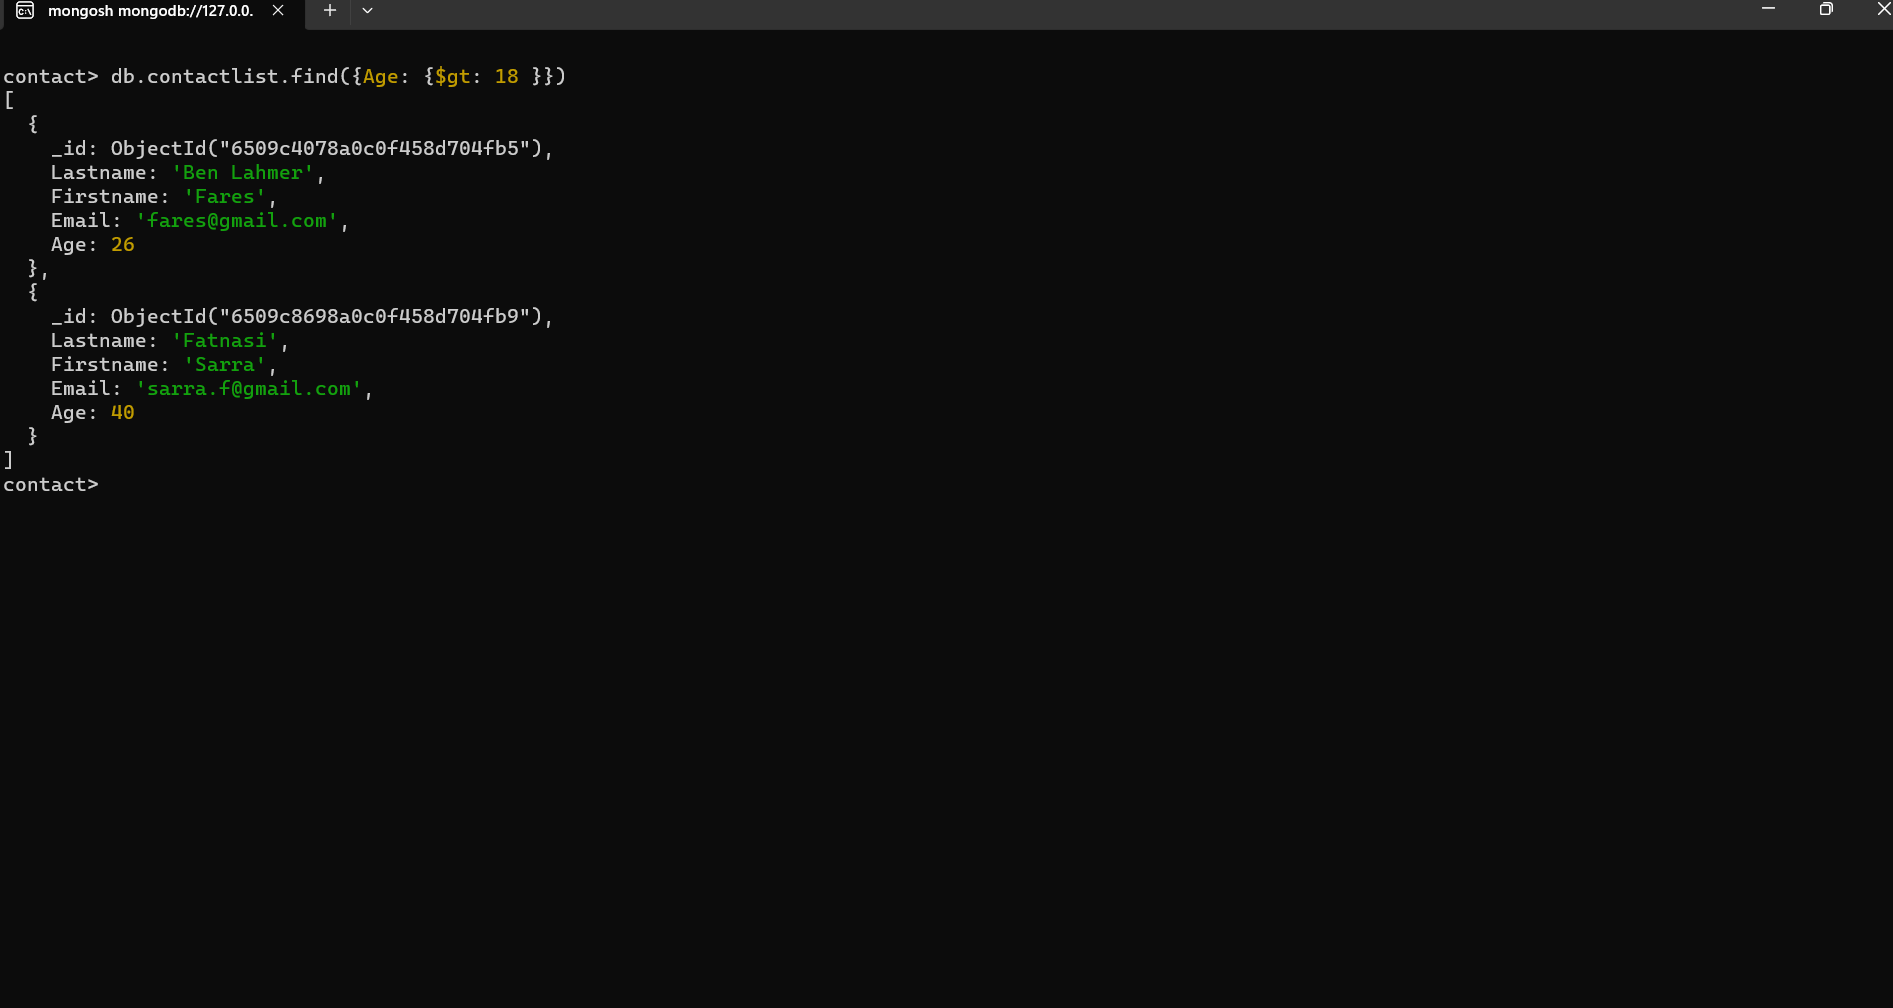 mongosh mongodb://127.0.0.
contact> db.contactlist.find({Age: {$gt: 18 }})
[
  {
    _id: ObjectId("6509c4078a0c0f458d704fb5"),
    Lastname: 'Ben Lahmer',
    Firstname: 'Fares',
    Email: 'fares@gmail.com',
    Age: 26
  },
  {
    _id: ObjectId("6509c8698a0c0f458d704fb9"),
    Lastname: 'Fatnasi',
    Firstname: 'Sarra',
    Email: 'sarra.f@gmail.com',
    Age: 40
  }
]
contact>